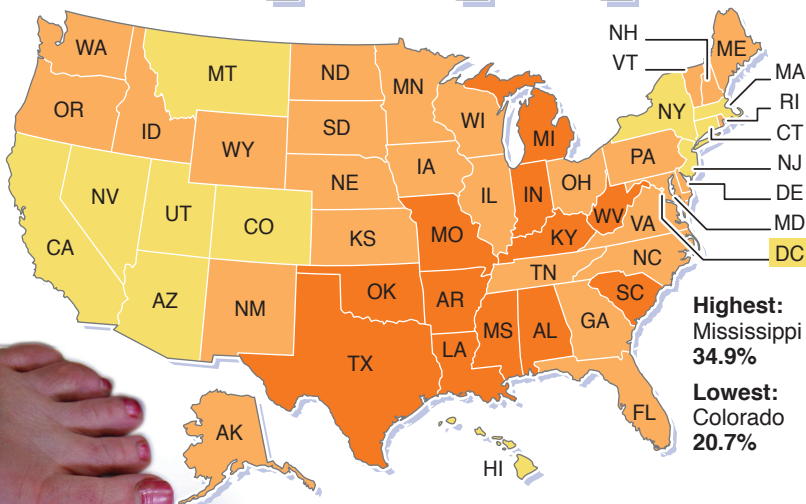 WA
MT
ND
MN
OR
ID
WY
SD
WI
MI
NE
IA
IL
IN
OH
PA
NY
NH
VT
ME
MA
RI
CT
NJ
DE
MD
DC
NV
UT
CO
CA
KS
MO
KY
WV
VA
AZ
NM
OK
AR
TN
NC
SC
TX
LA
MS
AL
GA
FL
AK
HI
Highest:
Mississippi
34.9%
Lowest:
Colorado
20.7%